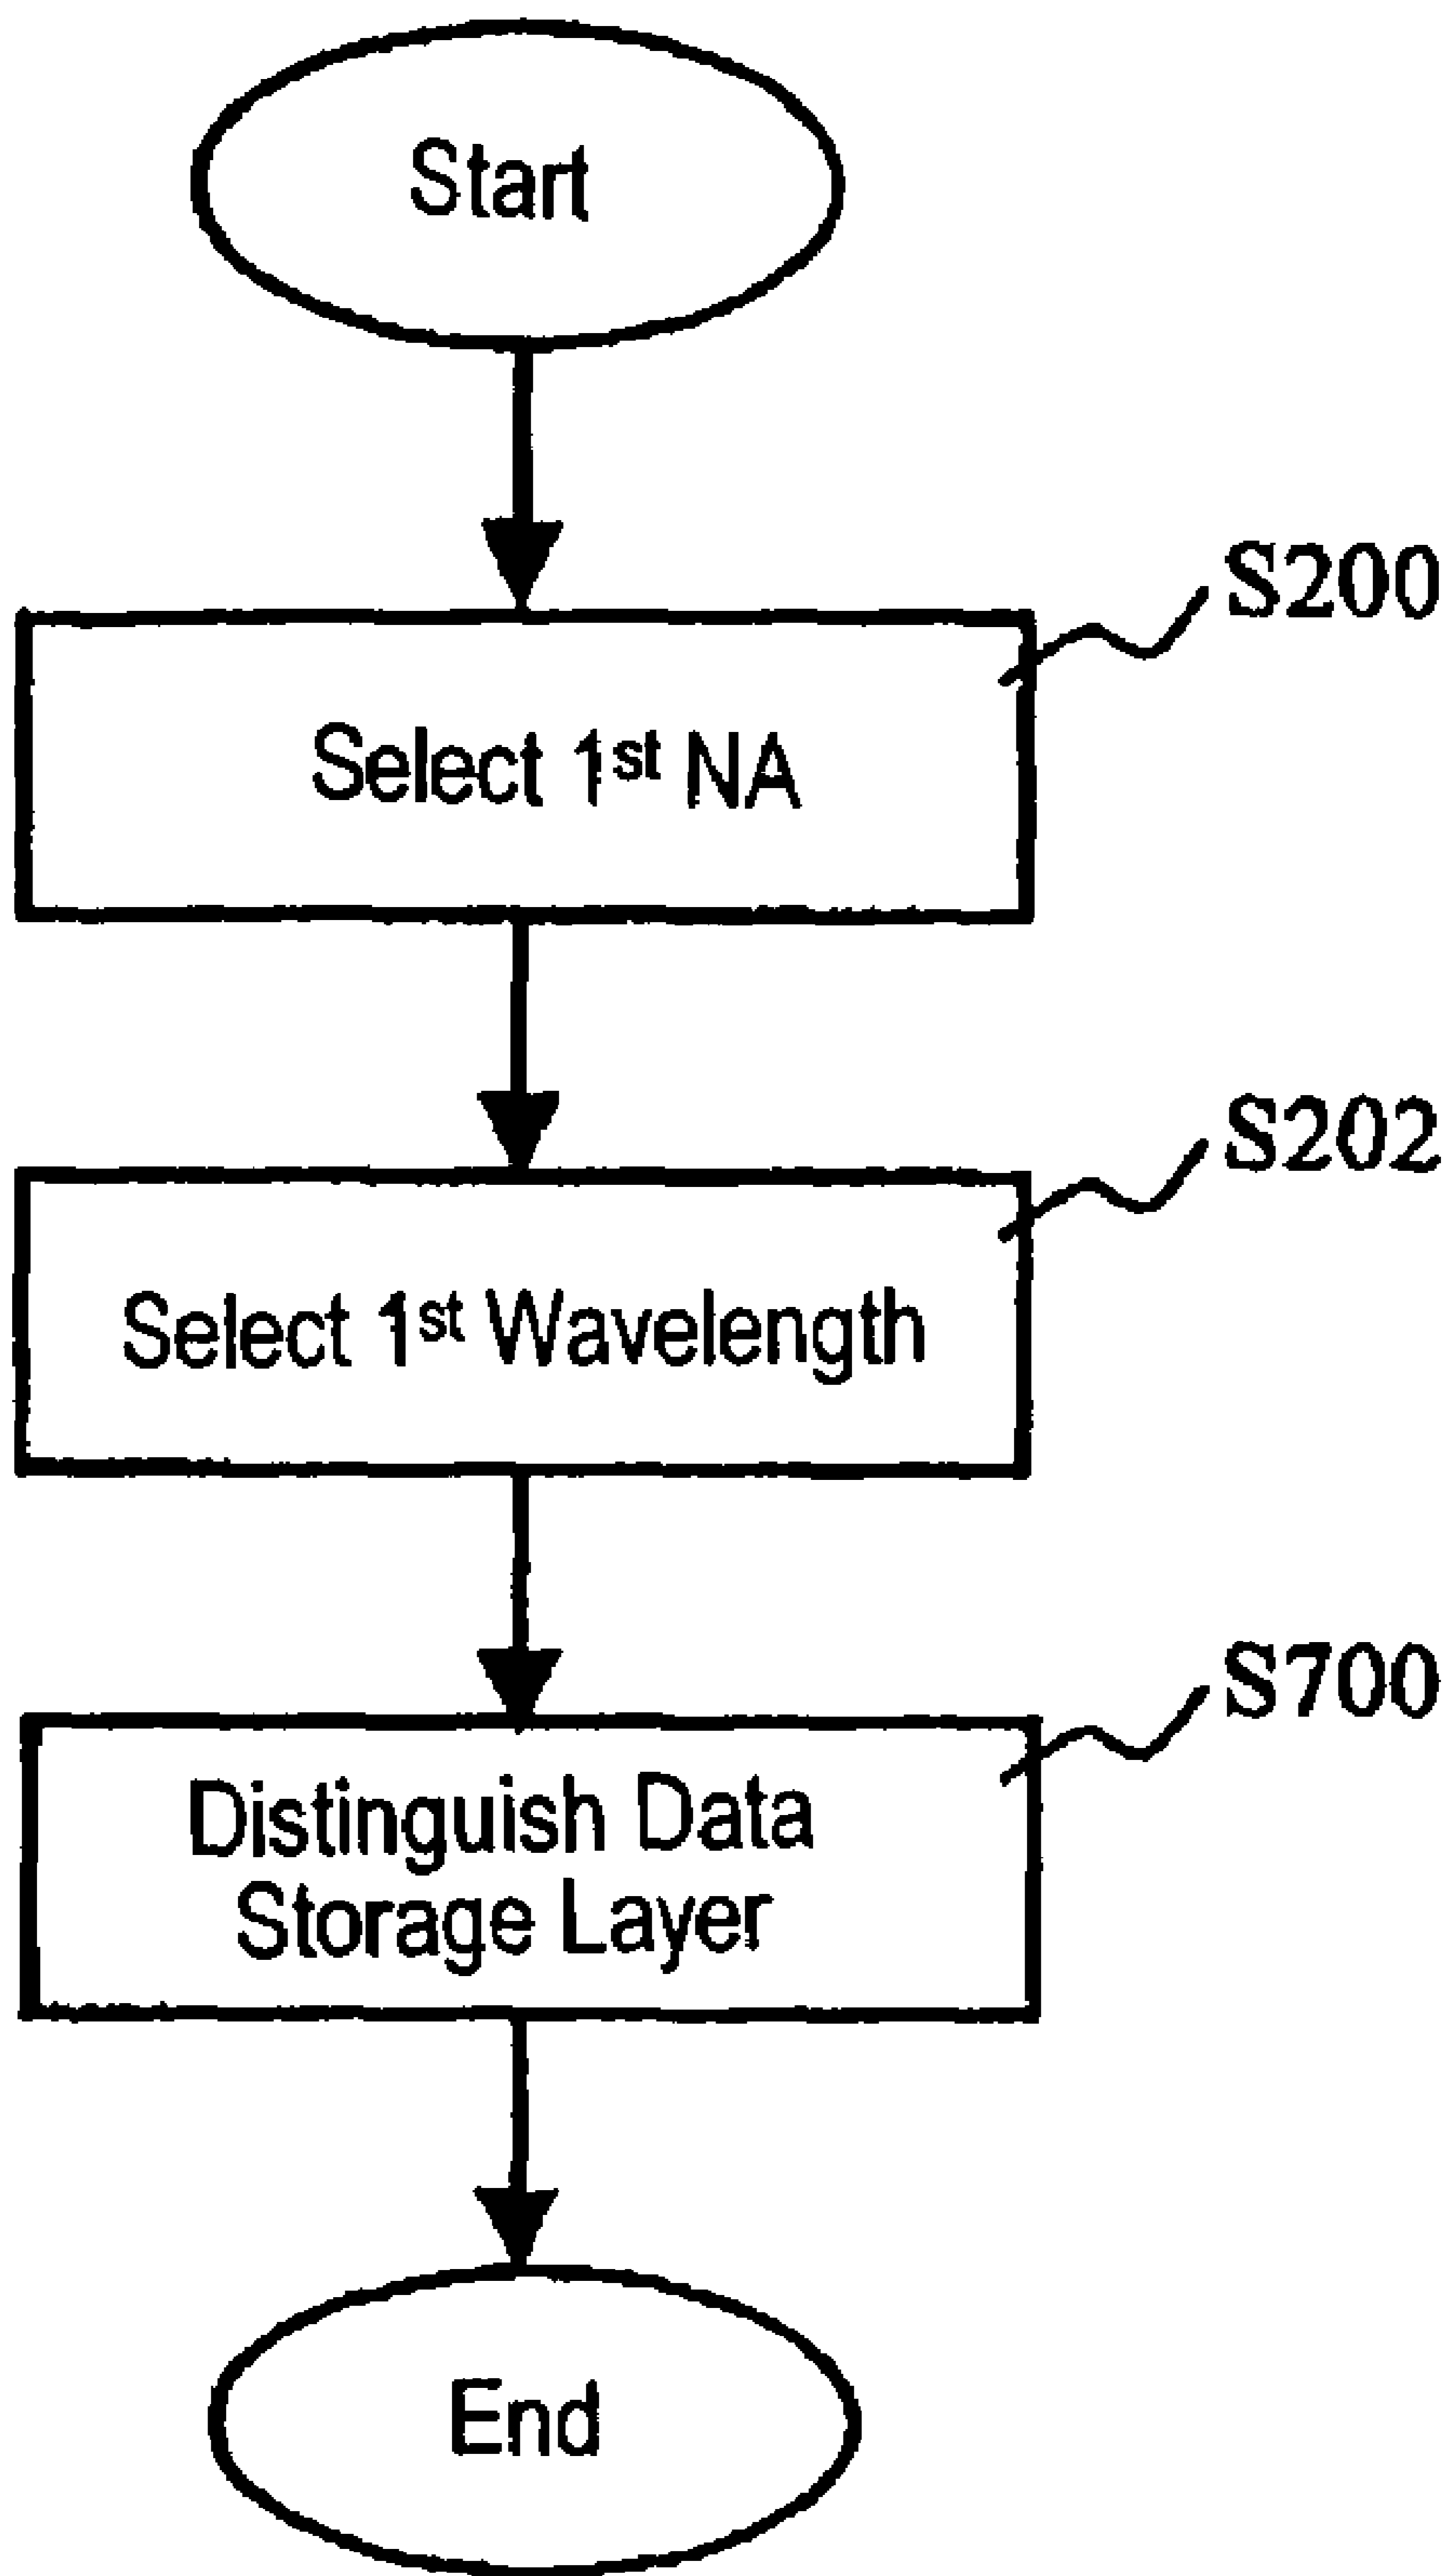 Start
S200
Select 1st NA
S202
Select 1st Wavelength
S700
Distinguish Data
Storage Layer
End